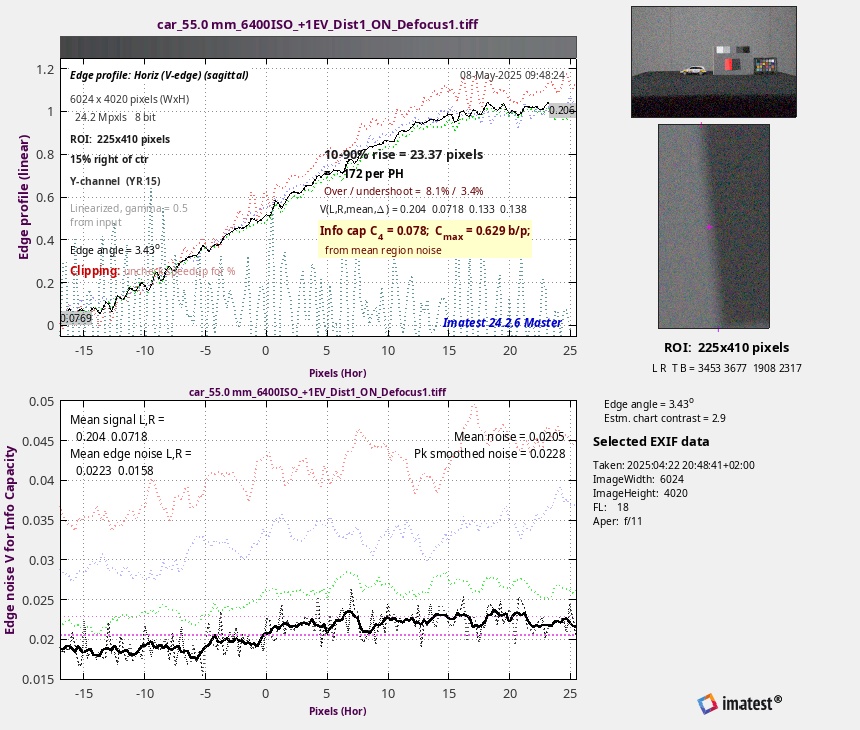 car_55.0 mm_6400ISO_+1EV_Dist1_ON_Defocus1.tiff
Edge profile: Horiz (V-edge) (sagittal)
08-May-2025 09:48:24
6024 x 4020 pixels (WxH)
24.2 Mpxls 8 bit
ROI: 225x410 pixels
15% right of ctr
Y-channel (YR 15)
Linearized, gamma = 0.5
from input
Edge angle = 3.43°
Clipping: uncheck speedup for %
10-90% rise = 23.37 pixels
= 172 per PH
Over / undershoot = 8.1% / 3.4%
V(L,R,mean,Δ) = 0.204 0.0718 0.133 0.138
Info cap C4 = 0.078; Cmax = 0.629 b/p;
from mean region noise
Imatest 24.2.6 Master
0.206
0.0769
Edge profile (linear)
1.2
1
0.8
0.6
0.4
0.2
0
-15 -10 -5 0 5 10 15 20 25
Pixels (Hor)
car_55.0 mm_6400ISO_+1EV_Dist1_ON_Defocus1.tiff
Mean signal L,R =
0.204 0.0718
Mean edge noise L,R =
0.0223 0.0158
Mean noise = 0.0205
Pk smoothed noise = 0.0228
Edge noise V for Info Capacity
0.05
0.045
0.04
0.035
0.03
0.025
0.02
0.015
-15 -10 -5 0 5 10 15 20 25
Pixels (Hor)
ROI: 225x410 pixels
L R T B = 3453 3677 1908 2317
Edge angle = 3.43°
Estm. chart contrast = 2.9
Selected EXIF data
Taken: 2025:04:22 20:48:41+02:00
ImageWidth: 6024
ImageHeight: 4020
FL: 18
Aper: f/11
imatest®